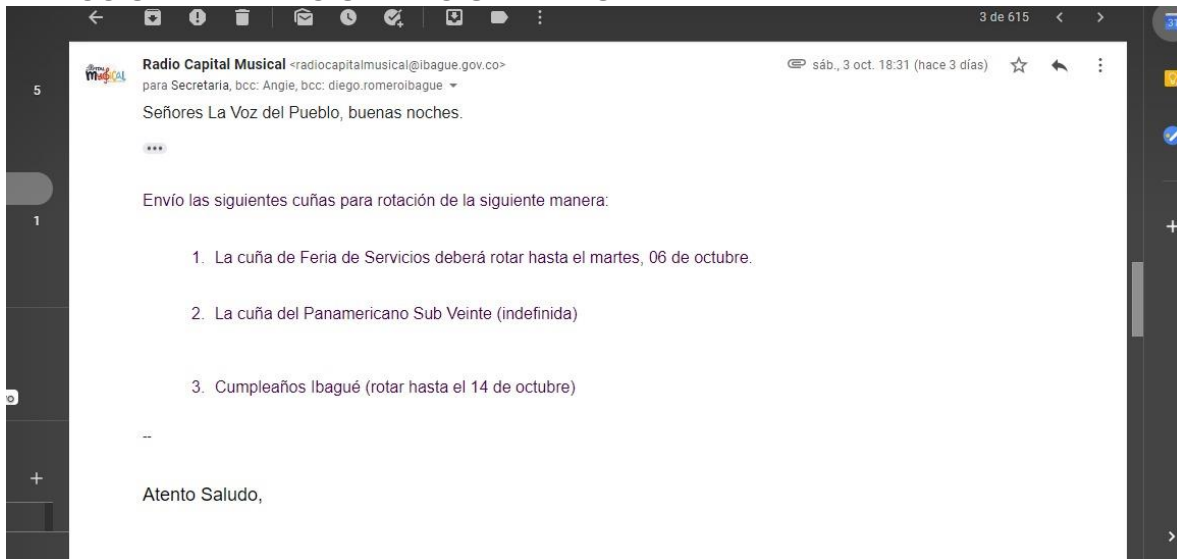 3 de 615
31
Radio Capital Musical <radiocapitalmusical@ibague.gov.co>
sáb., 3 oct. 18:31 (hace 3 días)
para Secretaria, bcc: Angie, bcc: diego.romeroibague
5
Señores La Voz del Pueblo, buenas noches.
Envío las siguientes cuñas para rotación de la siguiente manera:
1
1. La cuña de Feria de Servicios deberá rotar hasta el martes, 06 de octubre.
2. La cuña del Panamericano Sub Veinte (indefinida)
3. Cumpleaños Ibagué (rotar hasta el 14 de octubre)
--
Atento Saludo,